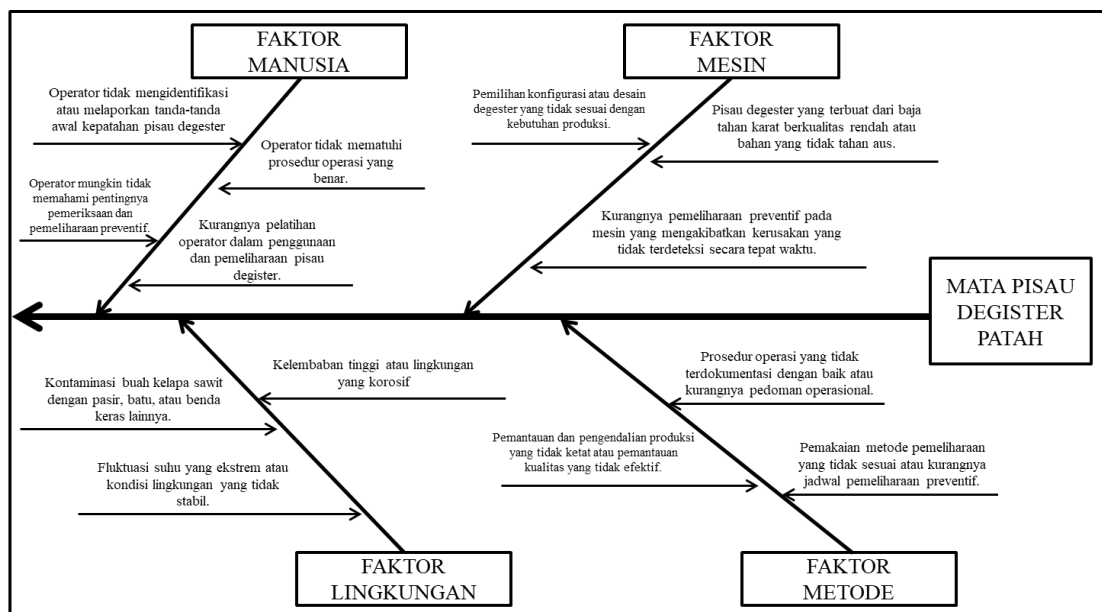 FAKTOR
MANUSIA
FAKTOR
MESIN
Operator tidak mengidentifikasi
atau melaporkan tanda-tanda
awal kepatahan pisau degester
Operator tidak mematuhi
prosedur operasi yang
benar.
Operator mungkin tidak
memahami pentingnya
pemeriksaan dan
pemeliharaan preventif.
Kurangnya pelatihan
operator dalam penggunaan
dan pemeliharaan pisau
degister.
Pemilihan konfigurasi atau desain
degester yang tidak sesuai dengan
kebutuhan produksi.
Pisau degester yang terbuat dari baja
tahan karat berkualitas rendah atau
bahan yang tidak tahan aus.
Kurangnya pemeliharaan preventif pada
mesin yang mengakibatkan kerusakan yang
tidak terdeteksi secara tepat waktu.
MATA PISAU
DEGISTER
PATAH
Kelembaban tinggi atau lingkungan
yang korosif
Kontaminasi buah kelapa sawit
dengan pasir, batu, atau benda
keras lainnya.
Fluktuasi suhu yang ekstrem atau
kondisi lingkungan yang tidak
stabil.
Prosedur operasi yang tidak
terdokumentasi dengan baik atau
kurangnya pedoman operasional.
Pemantauan dan pengendalian produksi
yang tidak ketat atau pemantauan
kualitas yang tidak efektif.
Pemakaian metode pemeliharaan
yang tidak sesuai atau kurangnya
jadwal pemeliharaan preventif.
FAKTOR
LINGKUNGAN
FAKTOR
METODE